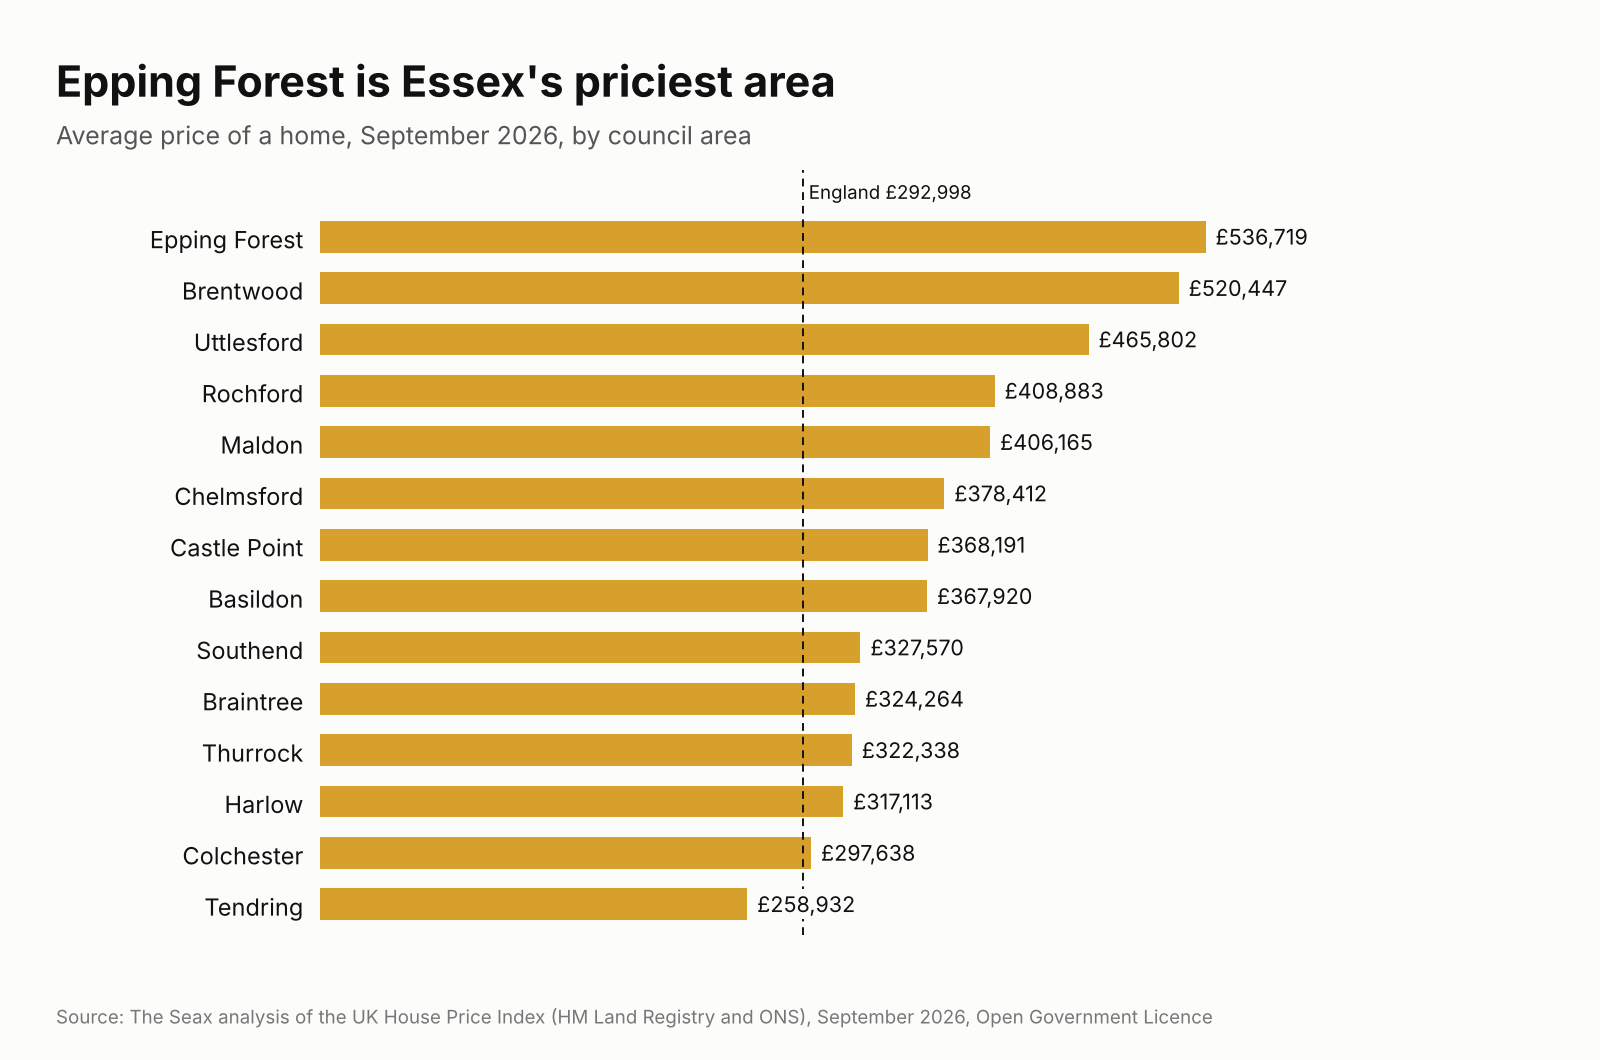 Epping Forest is Essex's priciest area
Average price of a home, September 2026, by council area
England £292,998
Epping Forest £536,719
Brentwood £520,447
Uttlesford £465,802
Rochford £408,883
Maldon £406,165
Chelmsford £378,412
Castle Point £368,191
Basildon £367,920
Southend £327,570
Braintree £324,264
Thurrock £322,338
Harlow £317,113
Colchester £297,638
Tendring £258,932
Source: The Seax analysis of the UK House Price Index (HM Land Registry and ONS), September 2026, Open Government Licence